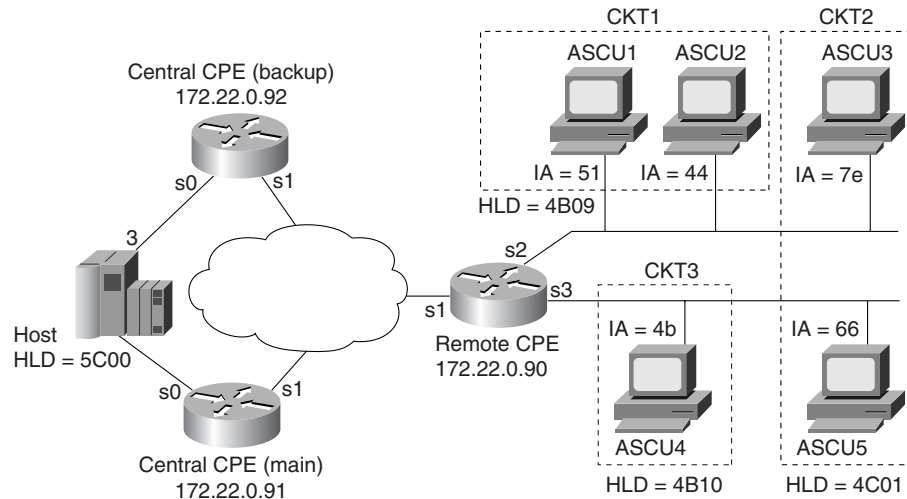 CKT1
CKT2
ASCU1
ASCU2
ASCU3
Central CPE (backup)
172.22.0.92
s0
s1
IA = 51
IA = 44
IA = 7e
HLD = 4B09
3
s2
CKT3
s1
s3
Host
HLD = 5C00
Remote CPE
172.22.0.90
IA = 4b
IA = 66
s0
s1
ASCU4
ASCU5
Central CPE (main)
172.22.0.91
HLD = 4B10
HLD = 4C01